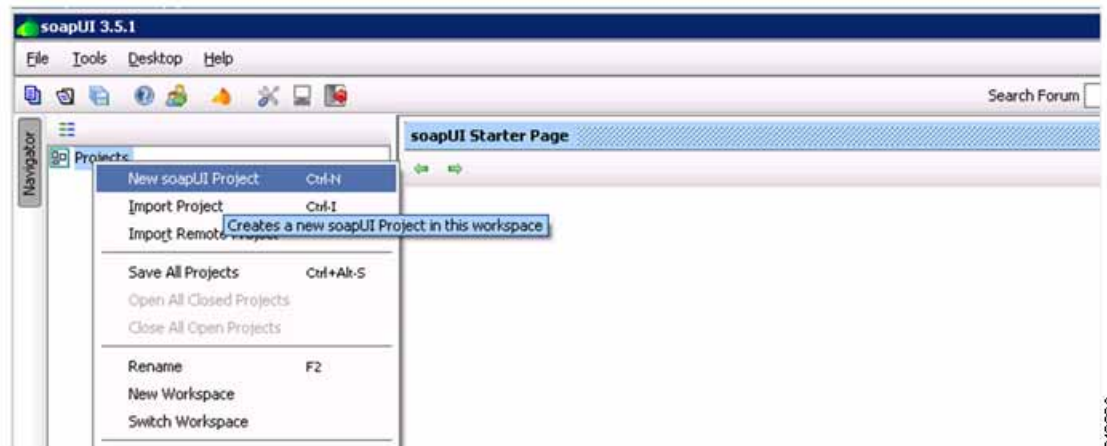 soapUI 3.5.1
File Tools Desktop Help
Search Forum
Navigator
Projects
soapUI Starter Page
New soapUI Project Ctrl-N
Import Project Ctrl-I
Creates a new soapUI Project in this workspace
Import Remote Project
Save All Projects Ctrl+Alt-S
Open All Closed Projects
Close All Open Projects
Rename F2
New Workspace
Switch Workspace